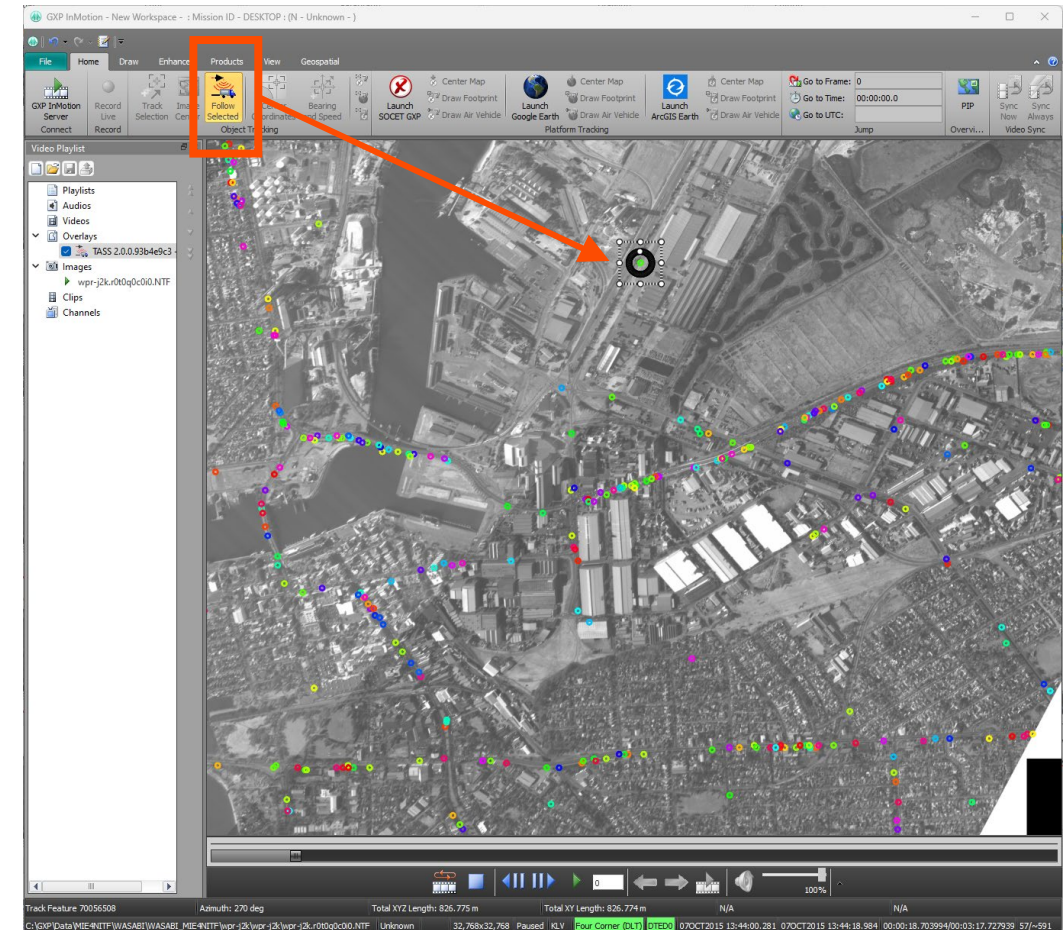 GXP InMotion - New Workspace - : Mission ID - DESKTOP : (N - Unknown - )
File Home Draw Enhance Products View Geospatial
GXP InMotion Server
Record Live
Track Selection
Image Center
Follow Selected
Center Coordinates
Bearing and Speed
Launch SOCET GXP
Center Map
Draw Footprint
Draw Air Vehicle
Launch Google Earth
Center Map
Draw Footprint
Draw Air Vehicle
Launch ArcGIS Earth
Center Map
Draw Footprint
Draw Air Vehicle
Go to Frame: 0
Go to Time: 00:00:00.0
Go to UTC:
PIP
Sync Now
Sync Always
Connect Record Object Tracking Platform Tracking Jump Overvi... Video Sync
Video Playlist
Playlists
Audios
Videos
Overlays
TASS 2.0.0.93b4e9c3 -
Images
wpr-j2k.r0t0q0c0i0.NTF
Clips
Channels
0
100%
Track Feature 70056508 Azimuth: 270 deg Total XYZ Length: 826.775 m Total XY Length: 826.774 m N/A N/A
C:\GXP\Data\MIE4NITF\WASABI\WASABI_MIE4NITF\wpr-j2k\wpr-j2k\wpr-j2k.r0t0q0c0i0.NTF Unknown 32,768x32,768 Paused KLV Four Corner (DLT) DTED0 07OCT2015 13:44:00.281 07OCT2015 13:44:18.984 00:00:18.703994/00:03:17.727939 57/~591